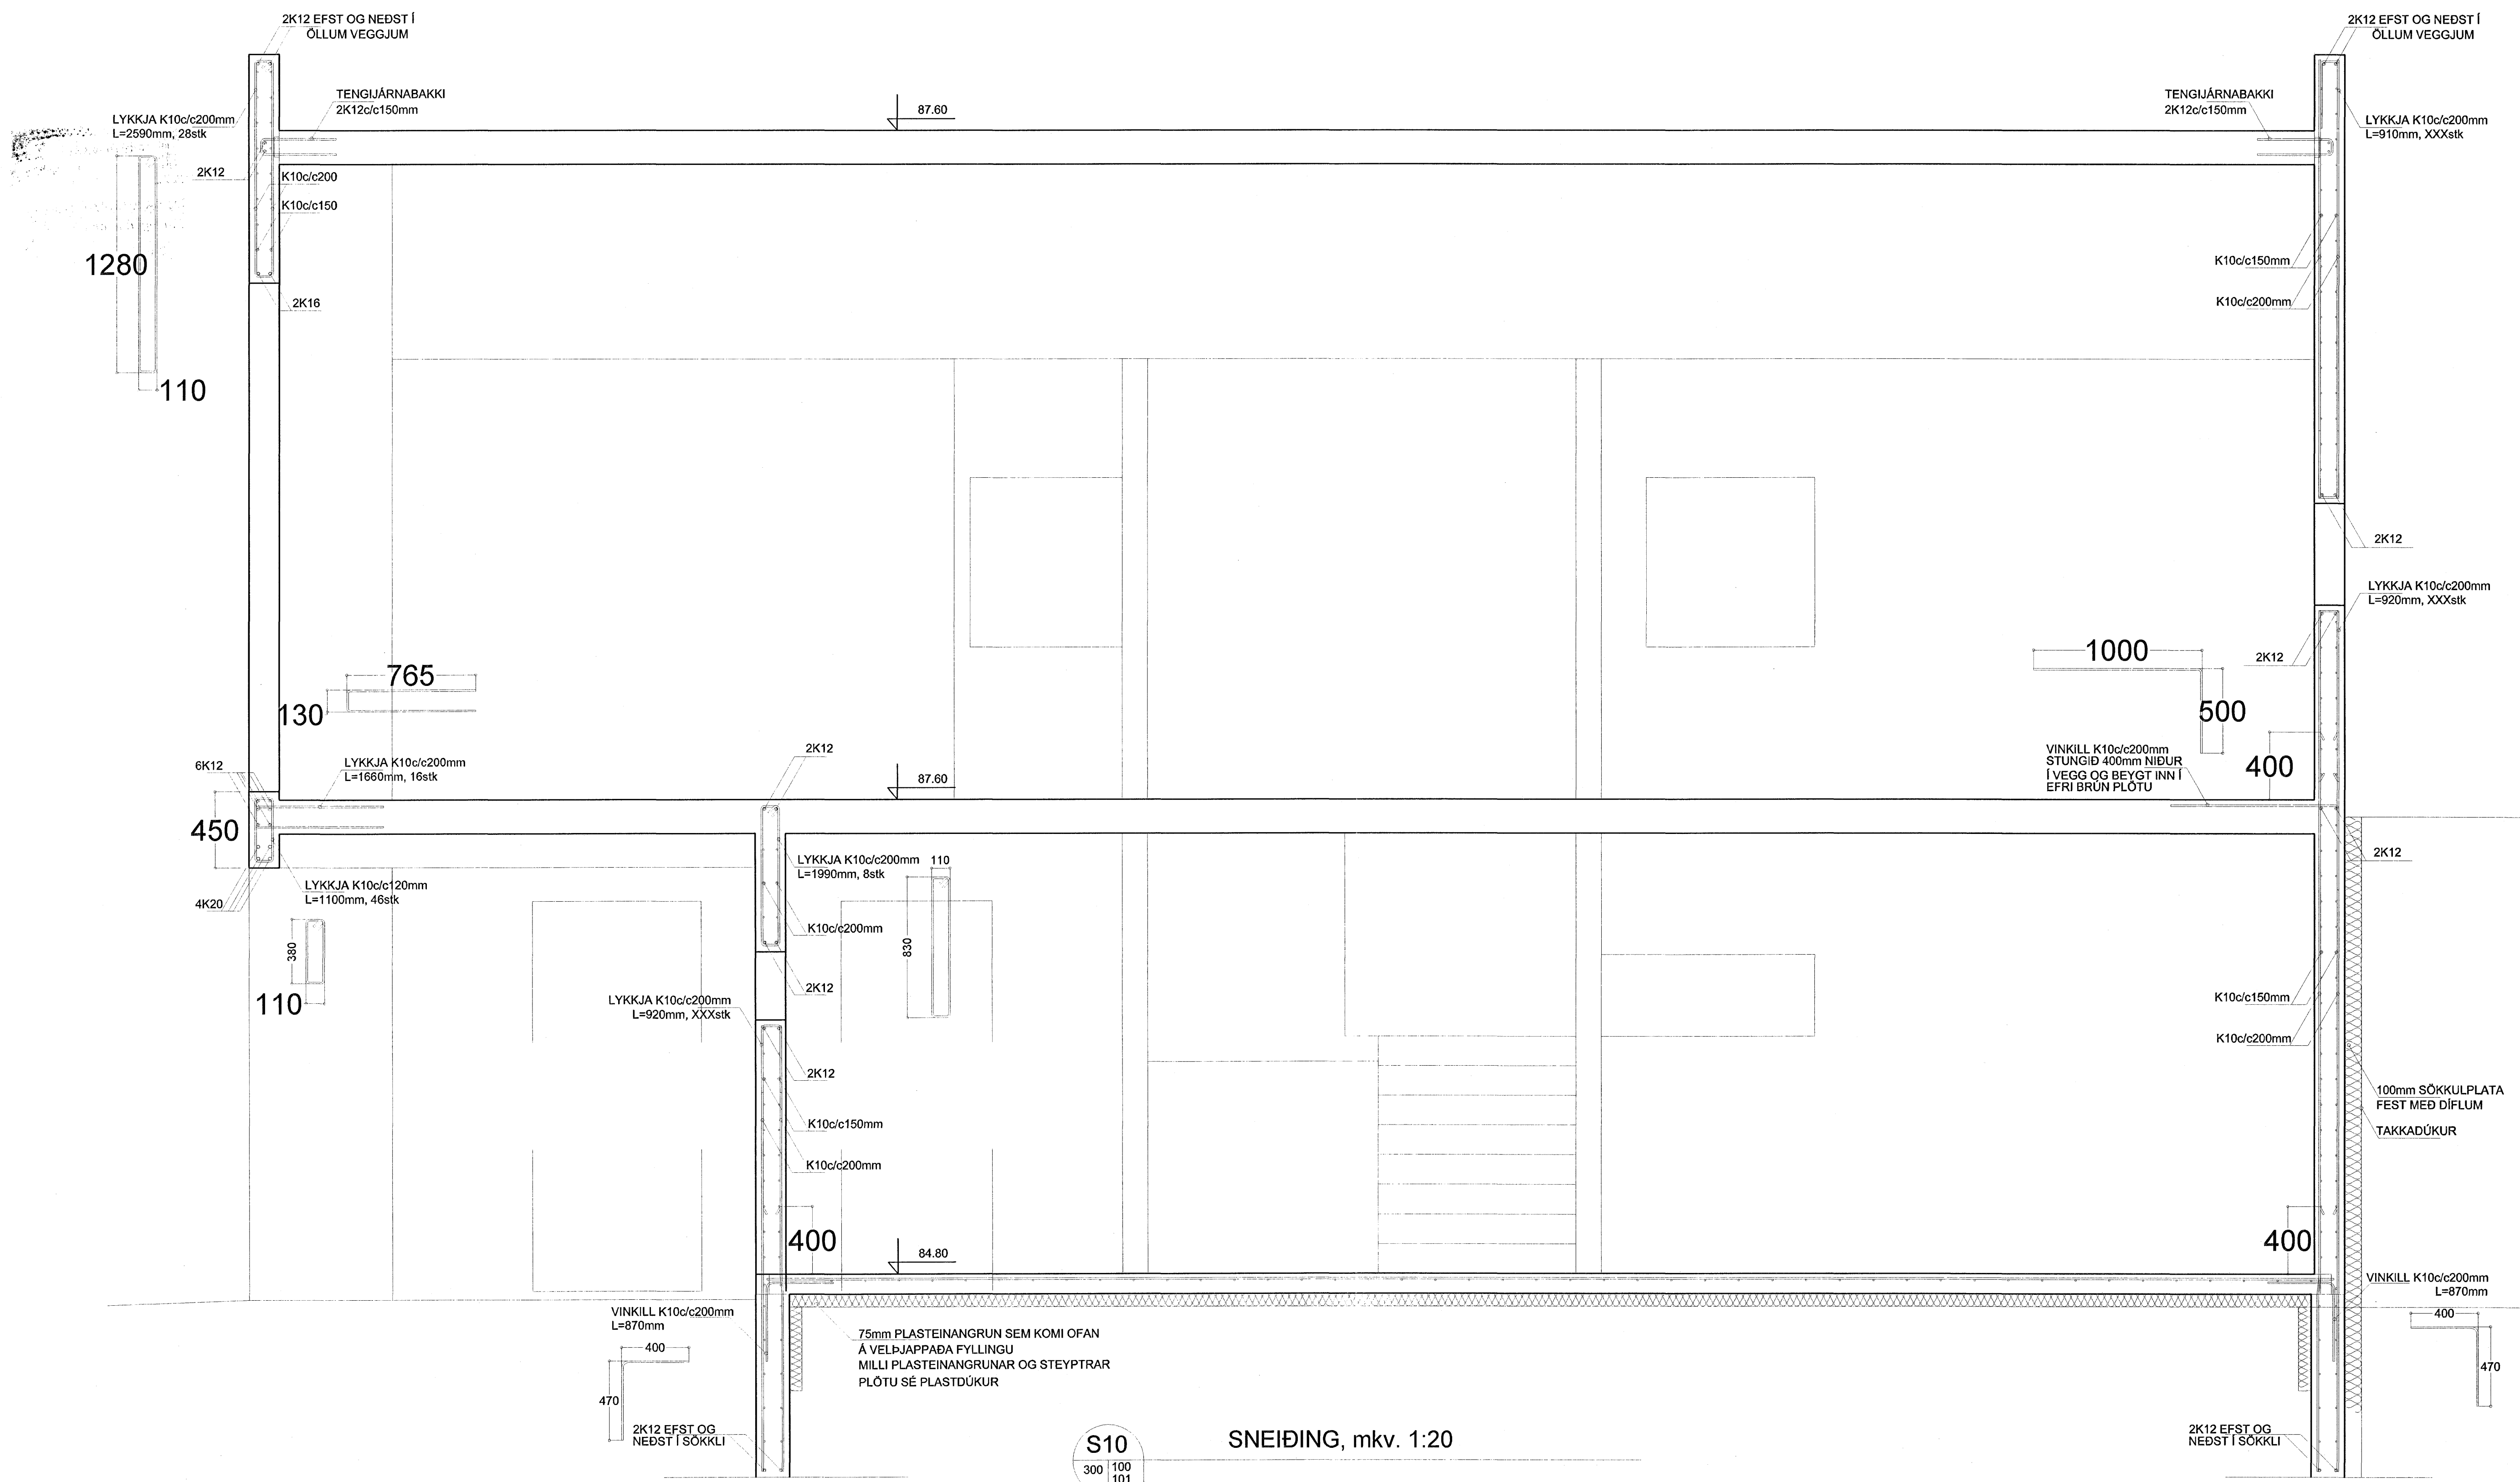 2K12 EFST OG NEÐST Í
ÖLLUM VEGGJUM
2K12 EFST OG NEÐST Í
ÖLLUM VEGGJUM
TENGIJÁRNABAKKI
2K12c/c150mm
87.60
TENGIJÁRNABAKKI
2K12c/c150mm
LYKKJA K10c/c200mm
L=2590mm, 28stk
LYKKJA K10c/c200mm
L=910mm, XXXstk
2K12
K10c/c200
K10c/c150
1280
110
2K16
K10c/c150mm
K10c/c200mm
2K12
LYKKJA K10c/c200mm
L=920mm, XXXstk
2K12
765
130
1000
500
400
VINKILL K10c/c200mm
STUNGIÐ 400mm NIÐUR
Í VEGG OG BEYGT INN Í
EFRI BRÚN PLÖTU
6K12
LYKKJA K10c/c200mm
L=1660mm, 16stk
2K12
87.60
450
4K20
LYKKJA K10c/c120mm
L=1100mm, 46stk
380
110
LYKKJA K10c/c200mm
L=1990mm, 8stk
110
830
K10c/c200mm
2K12
2K12
LYKKJA K10c/c200mm
L=920mm, XXXstk
2K12
K10c/c150mm
K10c/c200mm
K10c/c150mm
K10c/c200mm
100mm SÖKKULPLATA
FEST MEÐ DÍFLUM
TAKKADÚKUR
400
84.80
400
VINKILL K10c/c200mm
L=870mm
400
470
VINKILL K10c/c200mm
L=870mm
400
470
75mm PLASTEINANGRUN SEM KOMI OFAN
Á VELÞJAPPAÐA FYLLINGU
MILLI PLASTEINANGRUNAR OG STEYPTRAR
PLÖTU SÉ PLASTDÚKUR
2K12 EFST OG
NEÐST Í SÖKKLI
2K12 EFST OG
NEÐST Í SÖKKLI
S10
SNEIÐING, mkv. 1:20
300
100
101